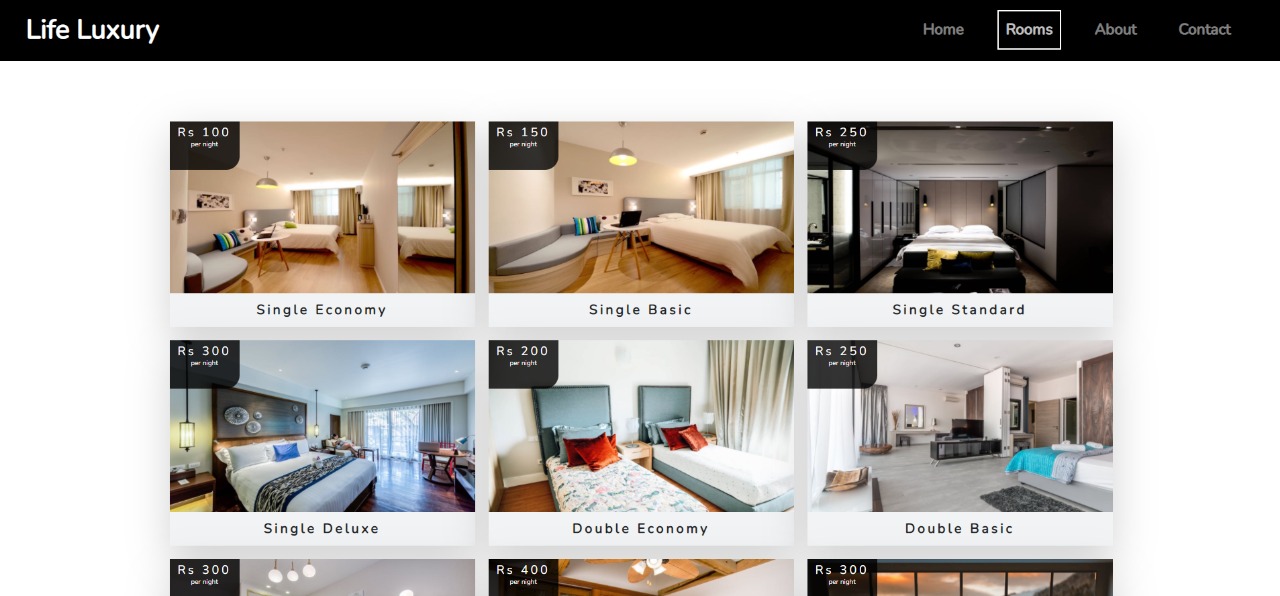 Life Luxury
Home
Rooms
About
Contact
Rs 100
per night
Single Economy
Rs 150
per night
Single Basic
Rs 250
per night
Single Standard
Rs 300
per night
Single Deluxe
Rs 200
per night
Double Economy
Rs 250
per night
Double Basic
Rs 300
per night
Rs 400
per night
Rs 300
per night